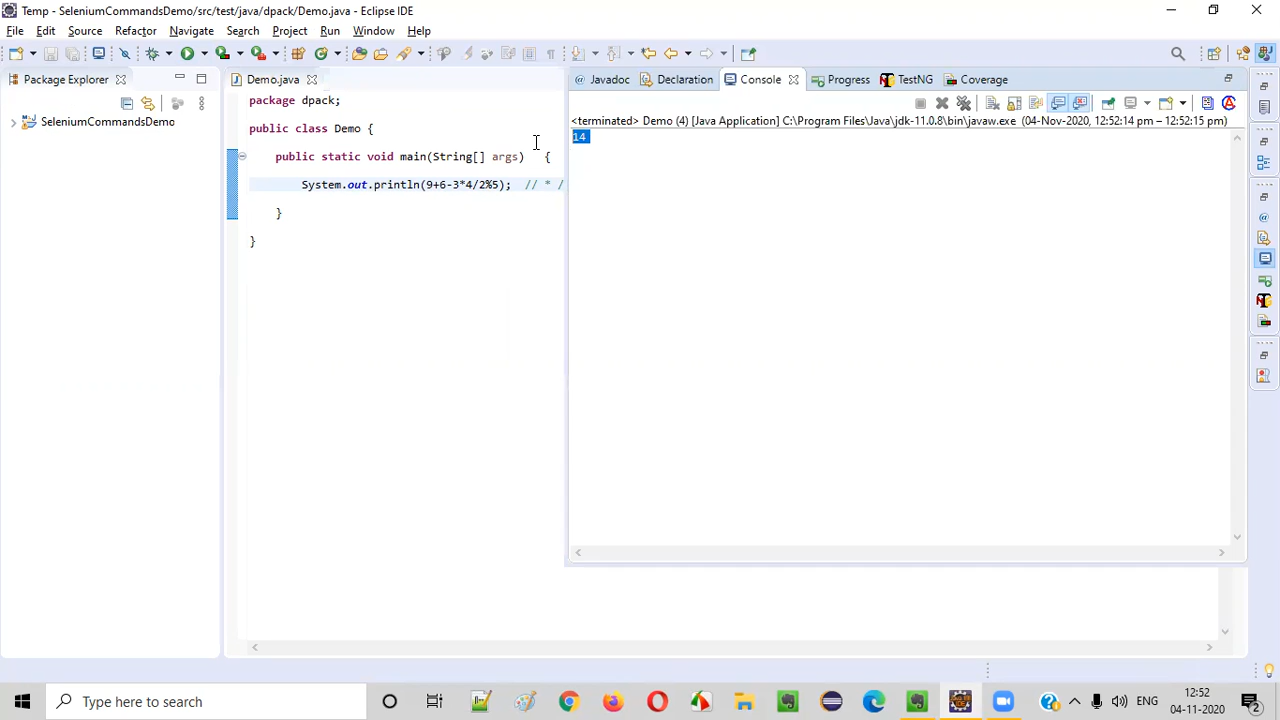 Temp - SeleniumCommandsDemo/src/test/java/dpack/Demo.java - Eclipse IDE
File Edit Source Refactor Navigate Search Project Run Window Help
Package Explorer
Demo.java
Javadoc Declaration Console Progress TestNG Coverage
SeleniumCommandsDemo
<terminated> Demo (4) [Java Application] C:\Program Files\Java\jdk-11.0.8\bin\javaw.exe (04-Nov-2020, 12:52:14 pm – 12:52:15 pm)
14
package dpack;
public class Demo {
public static void main(String[] args) {
System.out.println(9+6-3*4/2%5); // * /
}
}
Type here to search
ENG
12:52
04-11-2020
2